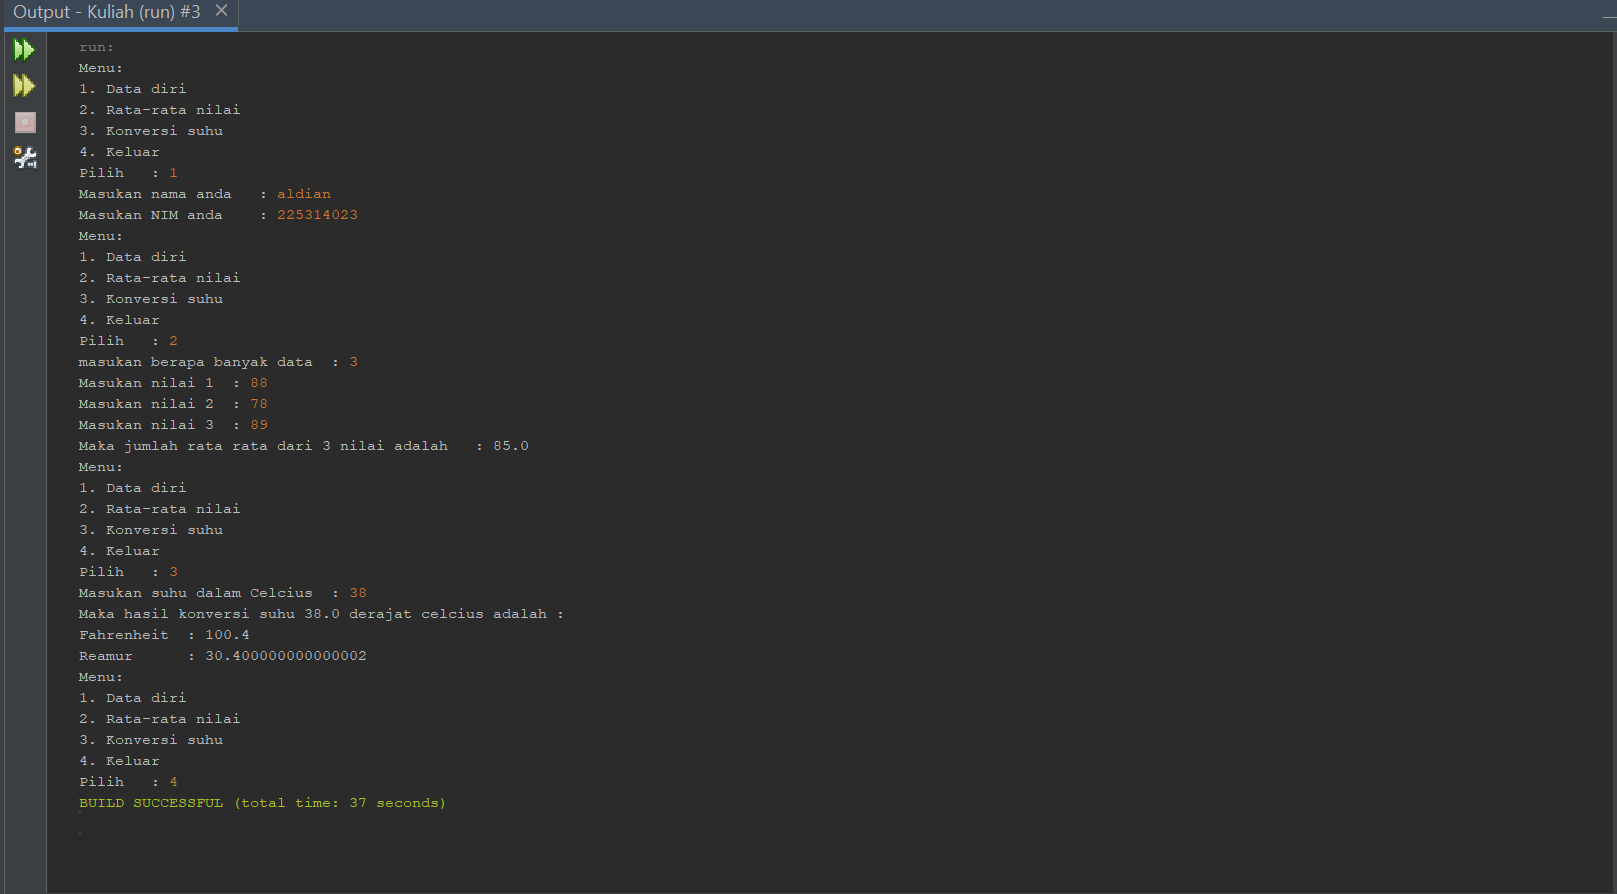 Output - Kuliah (run) #3
run:
Menu:
1. Data diri
2. Rata-rata nilai
3. Konversi suhu
4. Keluar
Pilih   : 1
Masukan nama anda   : aldian
Masukan NIM anda    : 225314023
Menu:
1. Data diri
2. Rata-rata nilai
3. Konversi suhu
4. Keluar
Pilih   : 2
masukan berapa banyak data  : 3
Masukan nilai 1  : 88
Masukan nilai 2  : 78
Masukan nilai 3  : 89
Maka jumlah rata rata dari 3 nilai adalah   : 85.0
Menu:
1. Data diri
2. Rata-rata nilai
3. Konversi suhu
4. Keluar
Pilih   : 3
Masukan suhu dalam Celcius  : 38
Maka hasil konversi suhu 38.0 derajat celcius adalah :
Fahrenheit  : 100.4
Reamur      : 30.400000000000002
Menu:
1. Data diri
2. Rata-rata nilai
3. Konversi suhu
4. Keluar
Pilih   : 4
BUILD SUCCESSFUL (total time: 37 seconds)